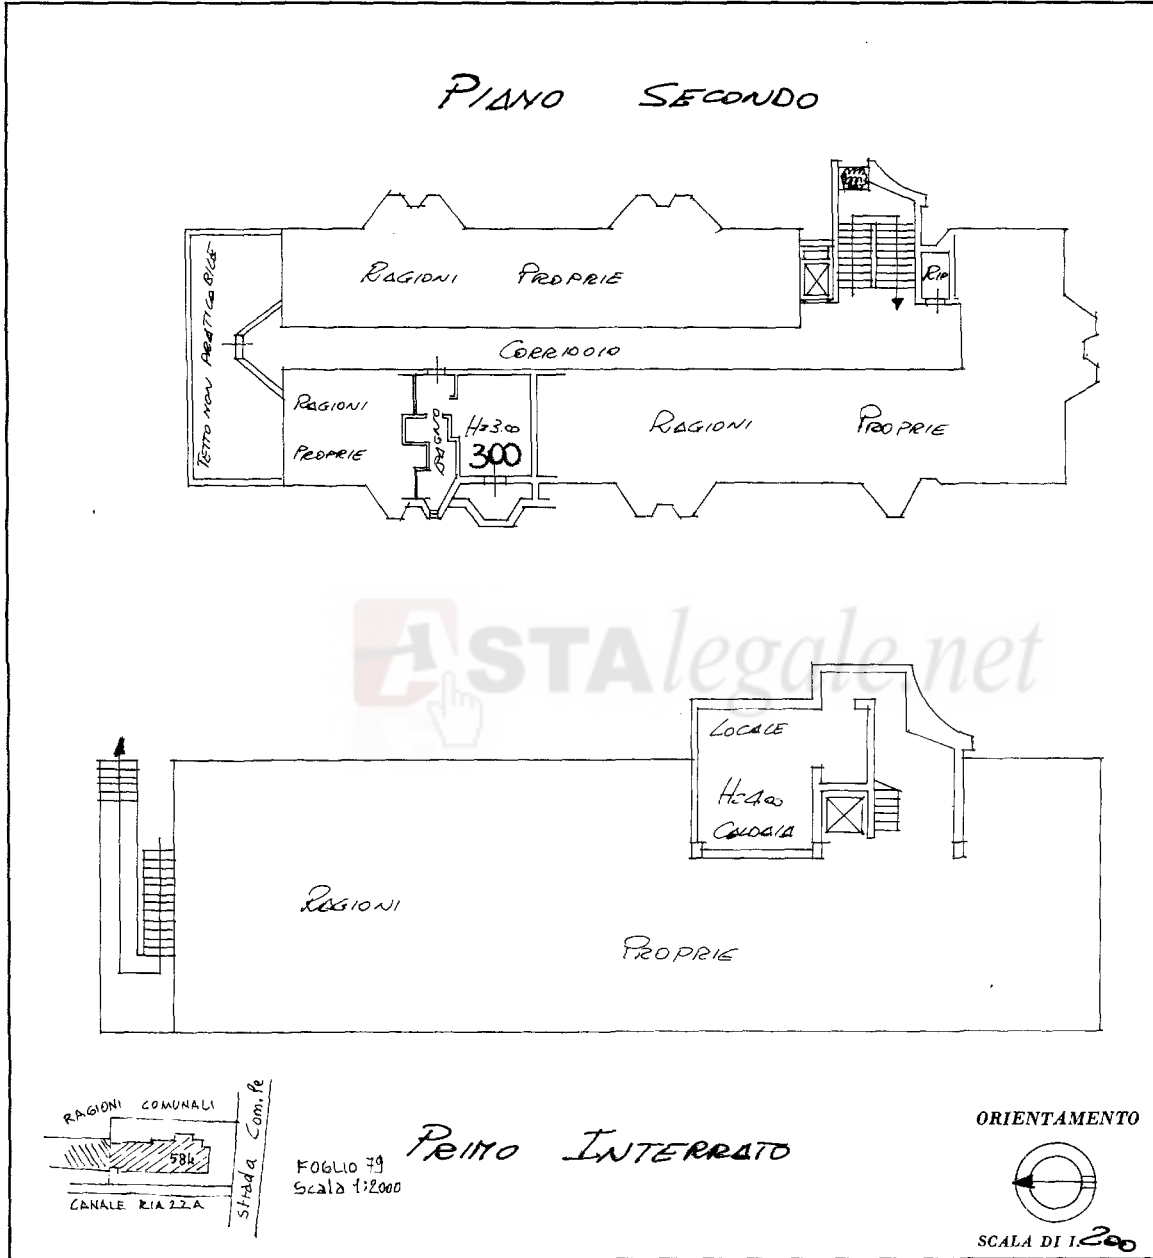 PIANO SECONDO
TETTO NON PRATICABILE
RAGIONI PROPRIE
RIP
CORRIDOIO
RAGIONI
PROPRIE
BAGNO
H=3.00
300
RAGIONI PROPRIE
ASTAlegale.net
LOCALE
H=4.00
CALDAIA
RAGIONI
PROPRIE
RAGIONI COMUNALI
584
CANALE RIAZZA
Strada Com.le
FOGLIO 79
Scala 1:2000
PRIMO INTERRATO
ORIENTAMENTO
SCALA DI 1:200